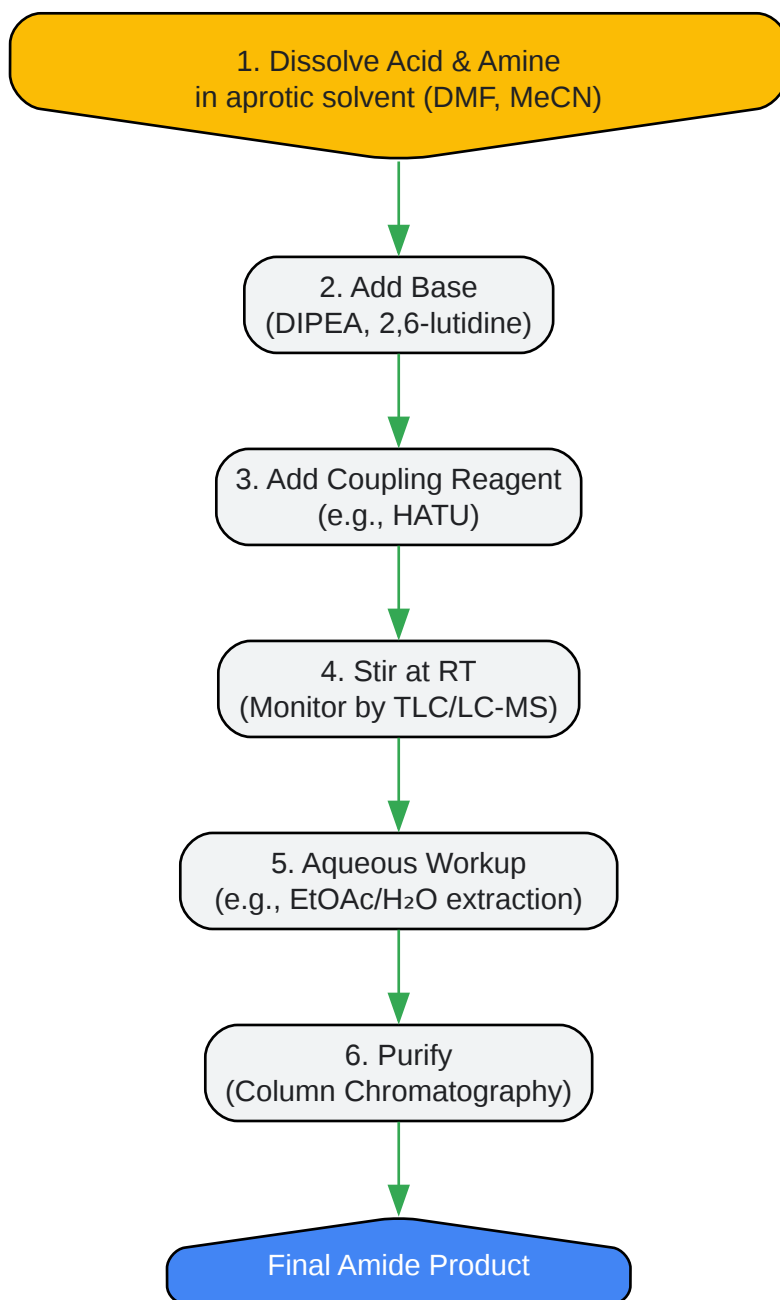 1. Dissolve Acid & Amine
in aprotic solvent (DMF, MeCN)
2. Add Base
(DIPEA, 2,6-lutidine)
3. Add Coupling Reagent
(e.g., HATU)
4. Stir at RT
(Monitor by TLC/LC-MS)
5. Aqueous Workup
(e.g., EtOAc/H₂O extraction)
6. Purify
(Column Chromatography)
Final Amide Product